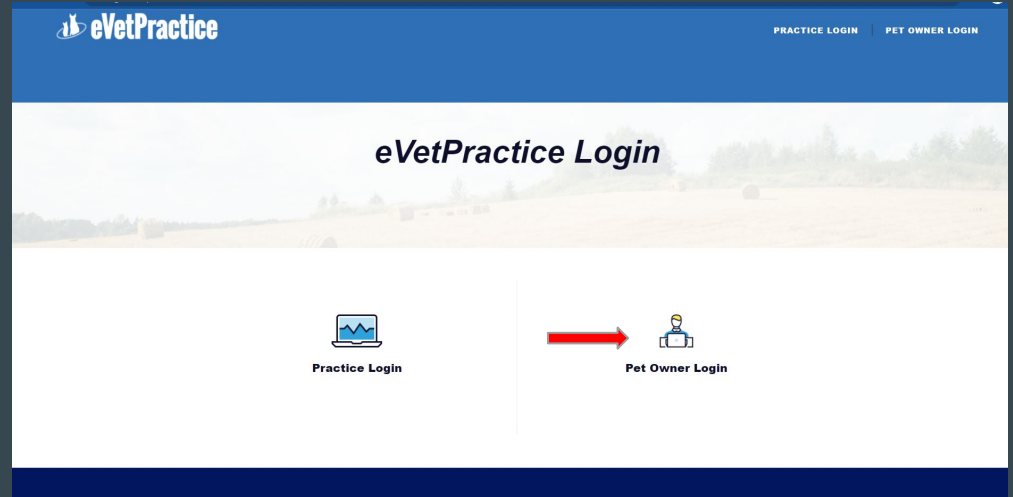 eVetPractice
PRACTICE LOGIN PET OWNER LOGIN
eVetPractice Login
Practice Login
Pet Owner Login